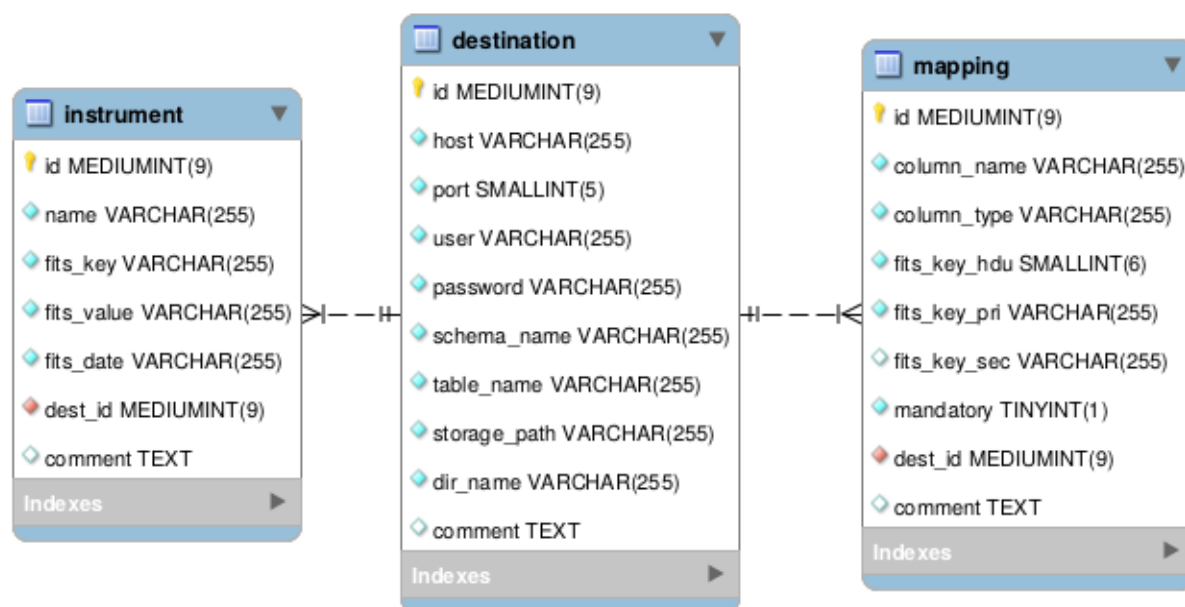 instrument
id MEDIUMINT(9)
name VARCHAR(255)
fits_key VARCHAR(255)
fits_value VARCHAR(255)
fits_date VARCHAR(255)
dest_id MEDIUMINT(9)
comment TEXT
Indexes
destination
id MEDIUMINT(9)
host VARCHAR(255)
port SMALLINT(5)
user VARCHAR(255)
password VARCHAR(255)
schema_name VARCHAR(255)
table_name VARCHAR(255)
storage_path VARCHAR(255)
dir_name VARCHAR(255)
comment TEXT
Indexes
mapping
id MEDIUMINT(9)
column_name VARCHAR(255)
column_type VARCHAR(255)
fits_key_hdu SMALLINT(6)
fits_key_pri VARCHAR(255)
fits_key_sec VARCHAR(255)
mandatory TINYINT(1)
dest_id MEDIUMINT(9)
comment TEXT
Indexes